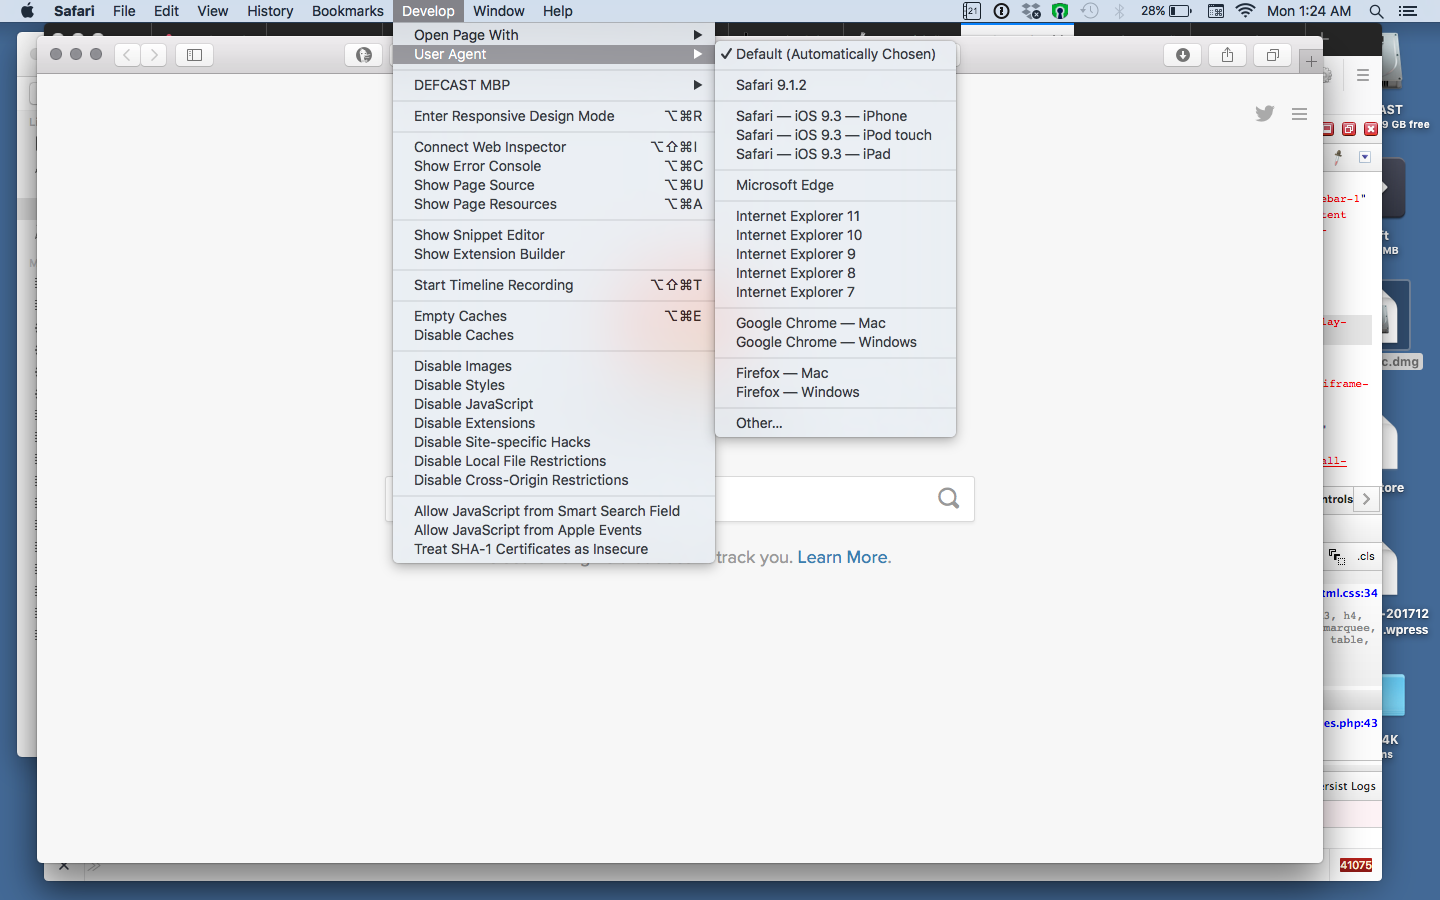 Safari File Edit View History Bookmarks Develop Window Help 21 28% Mon 1:24 AM
Open Page With
User Agent
DEFCAST MBP
Enter Responsive Design Mode ⌥⌘R
Connect Web Inspector ⌥⇧⌘I
Show Error Console ⌥⌘C
Show Page Source ⌥⌘U
Show Page Resources ⌥⌘A
Show Snippet Editor
Show Extension Builder
Start Timeline Recording ⌥⇧⌘T
Empty Caches ⌥⌘E
Disable Caches
Disable Images
Disable Styles
Disable JavaScript
Disable Extensions
Disable Site-specific Hacks
Disable Local File Restrictions
Disable Cross-Origin Restrictions
Allow JavaScript from Smart Search Field
Allow JavaScript from Apple Events
Treat SHA-1 Certificates as Insecure
✓ Default (Automatically Chosen)
Safari 9.1.2
Safari — iOS 9.3 — iPhone
Safari — iOS 9.3 — iPod touch
Safari — iOS 9.3 — iPad
Microsoft Edge
Internet Explorer 11
Internet Explorer 10
Internet Explorer 9
Internet Explorer 8
Internet Explorer 7
Google Chrome — Mac
Google Chrome — Windows
Firefox — Mac
Firefox — Windows
Other...
track you. Learn More.
AST
9 GB free
ebar-1"
tent
ft
MB
lay-
c.dmg
iframe-
all-
ntrols
tore
.cls
tml.css:34
3, h4,
marquee,
table,
-201712
.wpress
es.php:43
4K
ns
ersist Logs
41075